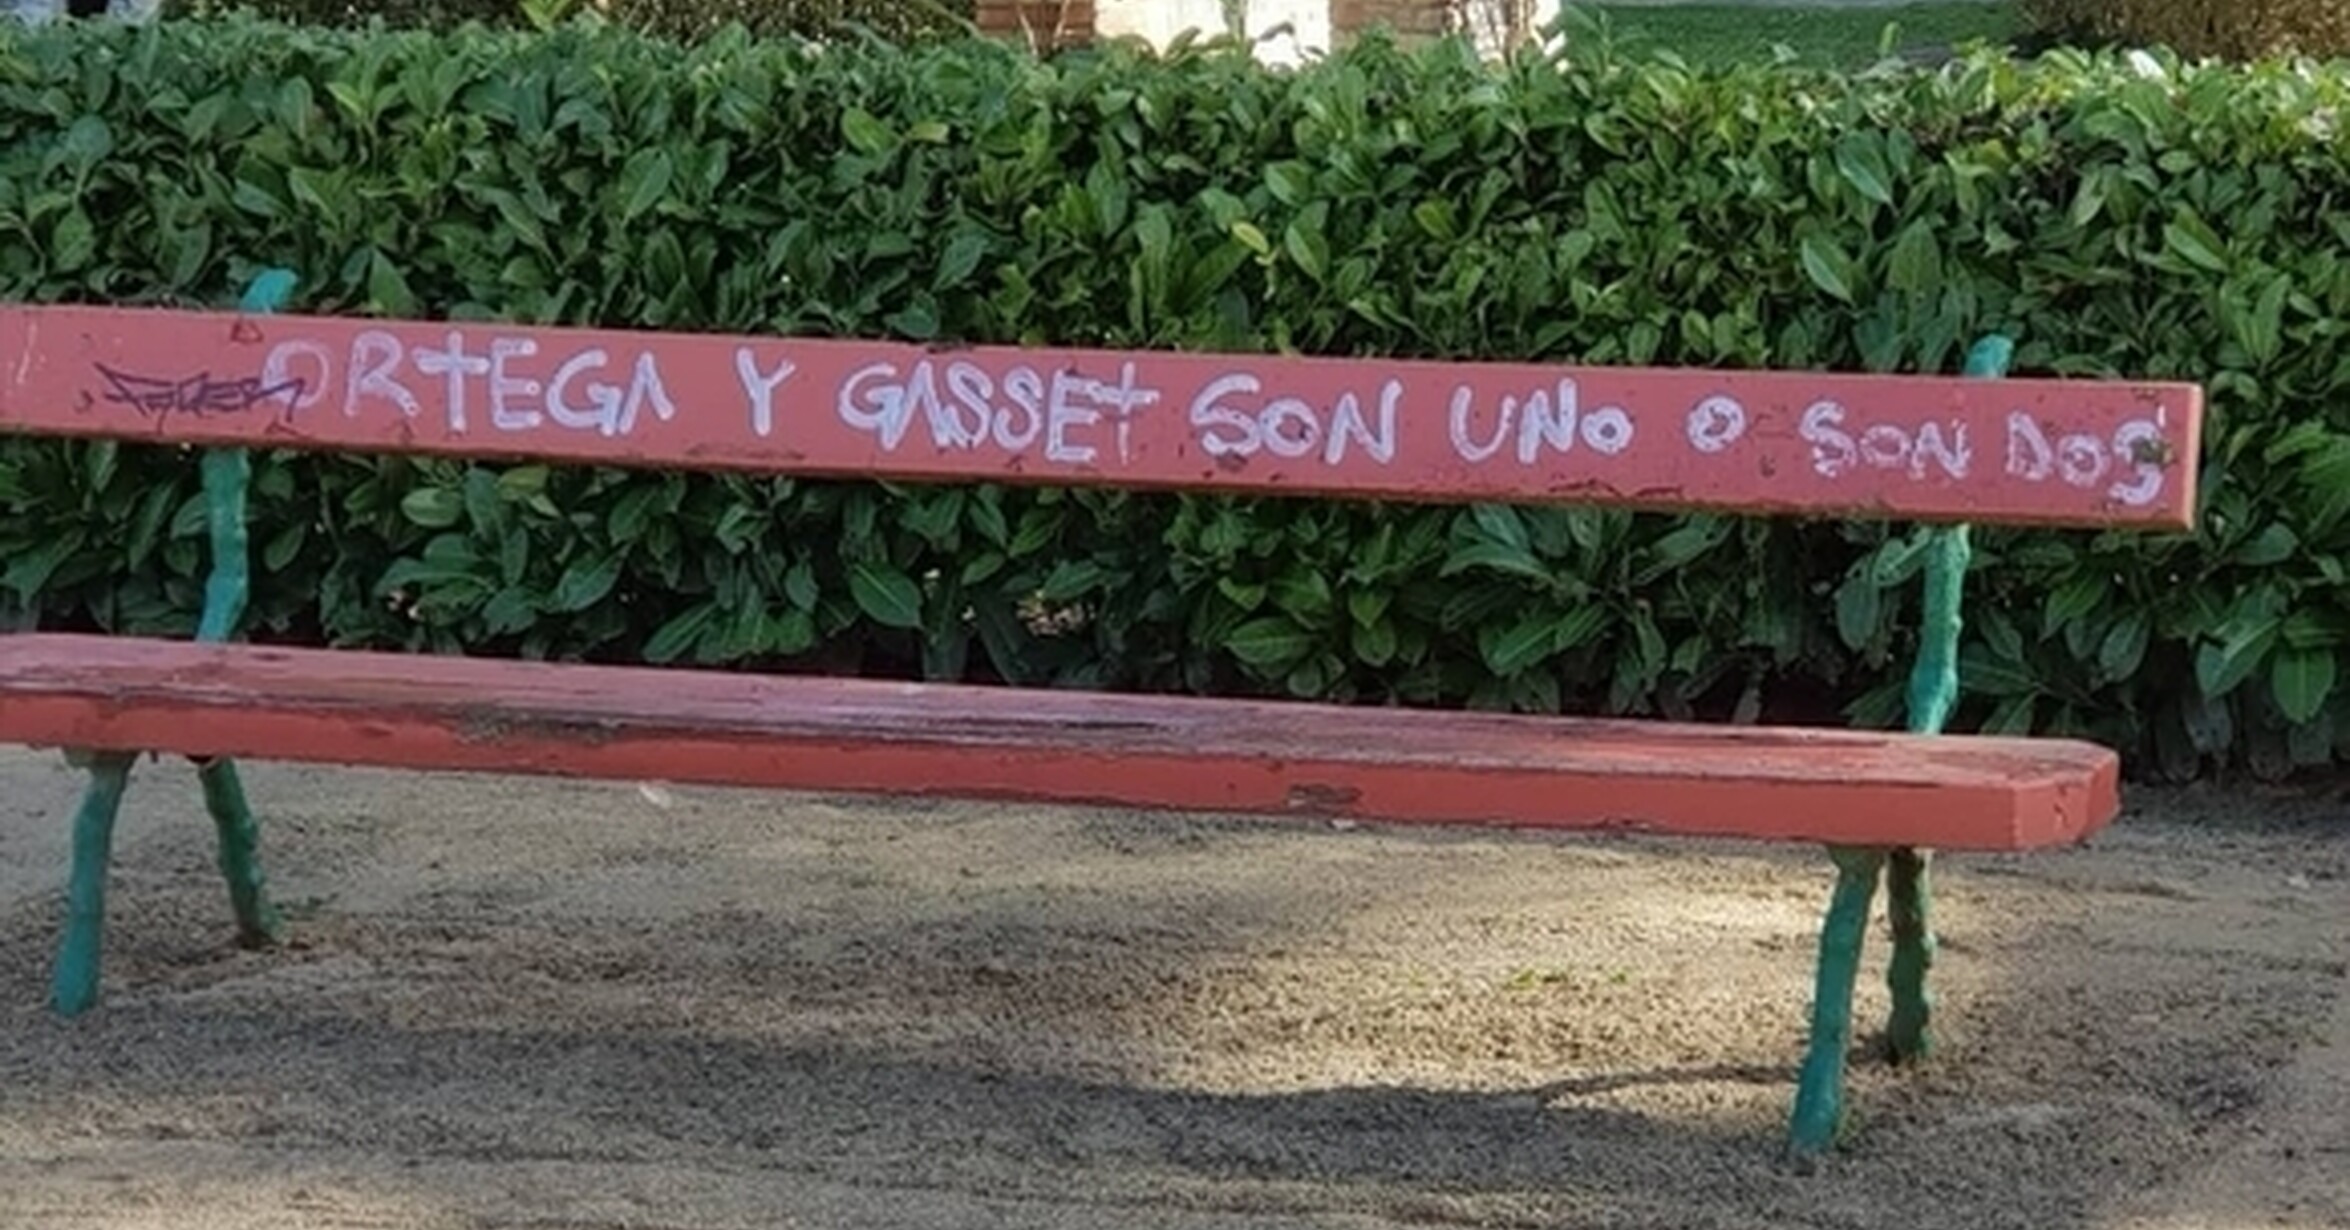 ORTEGA Y GASSET SON UNO O SON DOS